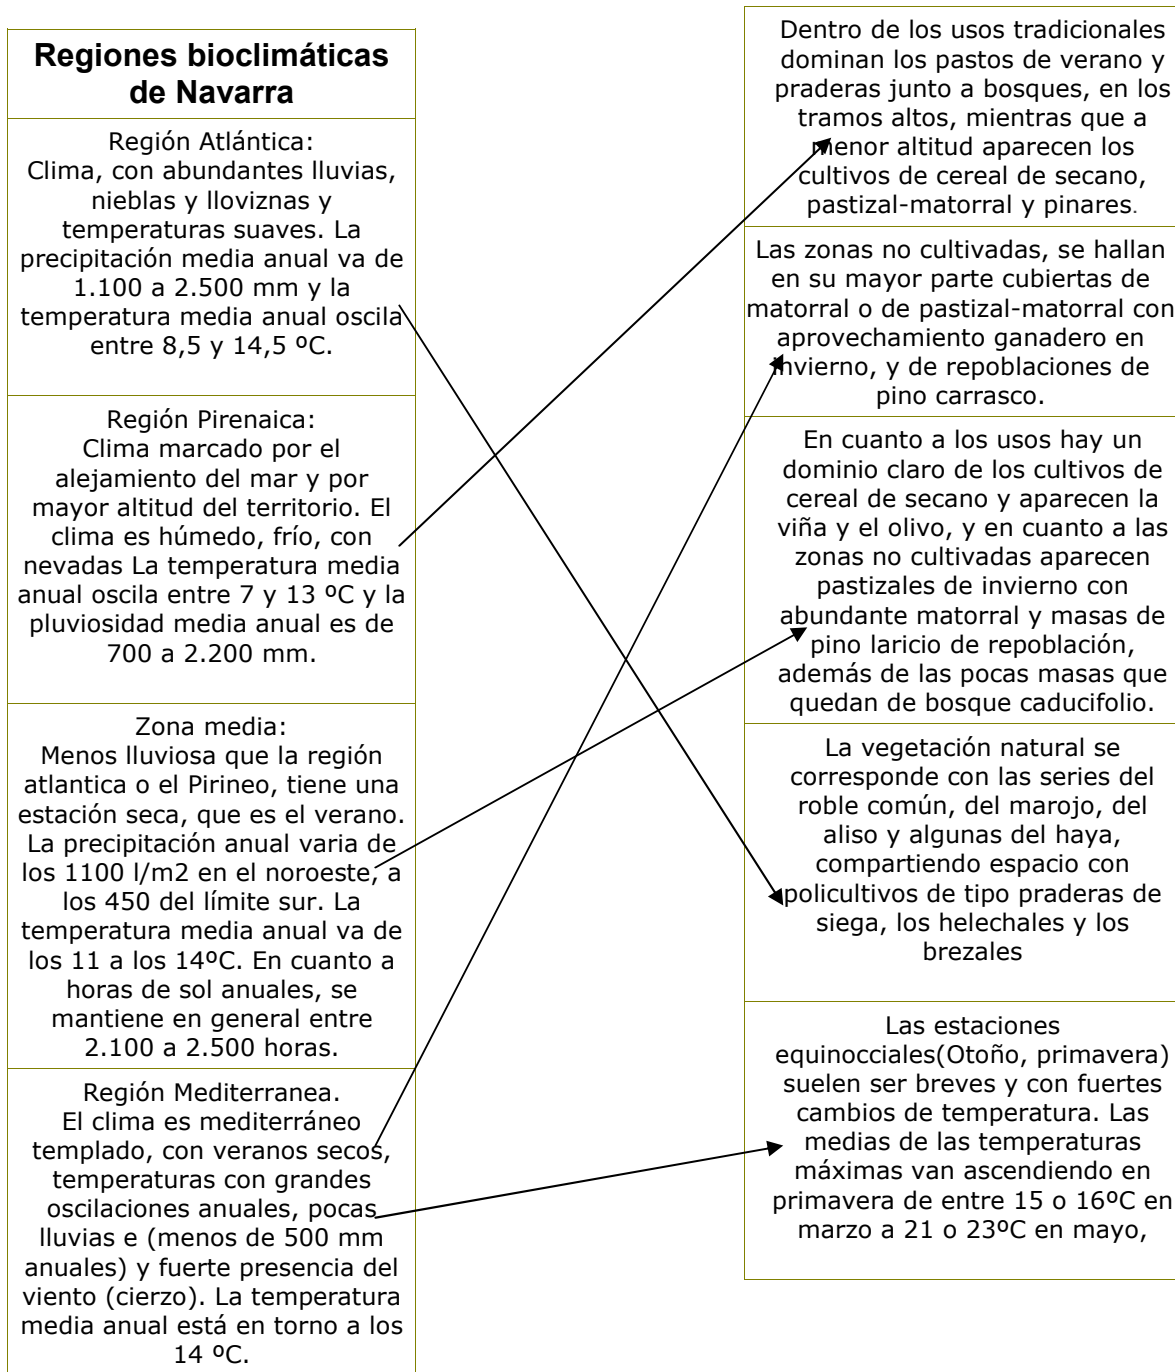 Regiones bioclimáticas
de Navarra
Región Atlántica:
Clima, con abundantes lluvias,
nieblas y lloviznas y
temperaturas suaves. La
precipitación media anual va de
1.100 a 2.500 mm y la
temperatura media anual oscila
entre 8,5 y 14,5 ºC.
Región Pirenaica:
Clima marcado por el
alejamiento del mar y por
mayor altitud del territorio. El
clima es húmedo, frío, con
nevadas La temperatura media
anual oscila entre 7 y 13 ºC y la
pluviosidad media anual es de
700 a 2.200 mm.
Zona media:
Menos lluviosa que la región
atlantica o el Pirineo, tiene una
estación seca, que es el verano.
La precipitación anual varia de
los 1100 l/m2 en el noroeste, a
los 450 del límite sur. La
temperatura media anual va de
los 11 a los 14ºC. En cuanto a
horas de sol anuales, se
mantiene en general entre
2.100 a 2.500 horas.
Región Mediterranea.
El clima es mediterráneo
templado, con veranos secos,
temperaturas con grandes
oscilaciones anuales, pocas
lluvias e (menos de 500 mm
anuales) y fuerte presencia del
viento (cierzo). La temperatura
media anual está en torno a los
14 ºC.
Dentro de los usos tradicionales
dominan los pastos de verano y
praderas junto a bosques, en los
tramos altos, mientras que a
menor altitud aparecen los
cultivos de cereal de secano,
pastizal-matorral y pinares.
Las zonas no cultivadas, se hallan
en su mayor parte cubiertas de
matorral o de pastizal-matorral con
aprovechamiento ganadero en
invierno, y de repoblaciones de
pino carrasco.
En cuanto a los usos hay un
dominio claro de los cultivos de
cereal de secano y aparecen la
viña y el olivo, y en cuanto a las
zonas no cultivadas aparecen
pastizales de invierno con
abundante matorral y masas de
pino laricio de repoblación,
además de las pocas masas que
quedan de bosque caducifolio.
La vegetación natural se
corresponde con las series del
roble común, del marojo, del
aliso y algunas del haya,
compartiendo espacio con
policultivos de tipo praderas de
siega, los helechales y los
brezales
Las estaciones
equinocciales(Otoño, primavera)
suelen ser breves y con fuertes
cambios de temperatura. Las
medias de las temperaturas
máximas van ascendiendo en
primavera de entre 15 o 16ºC en
marzo a 21 o 23ºC en mayo,